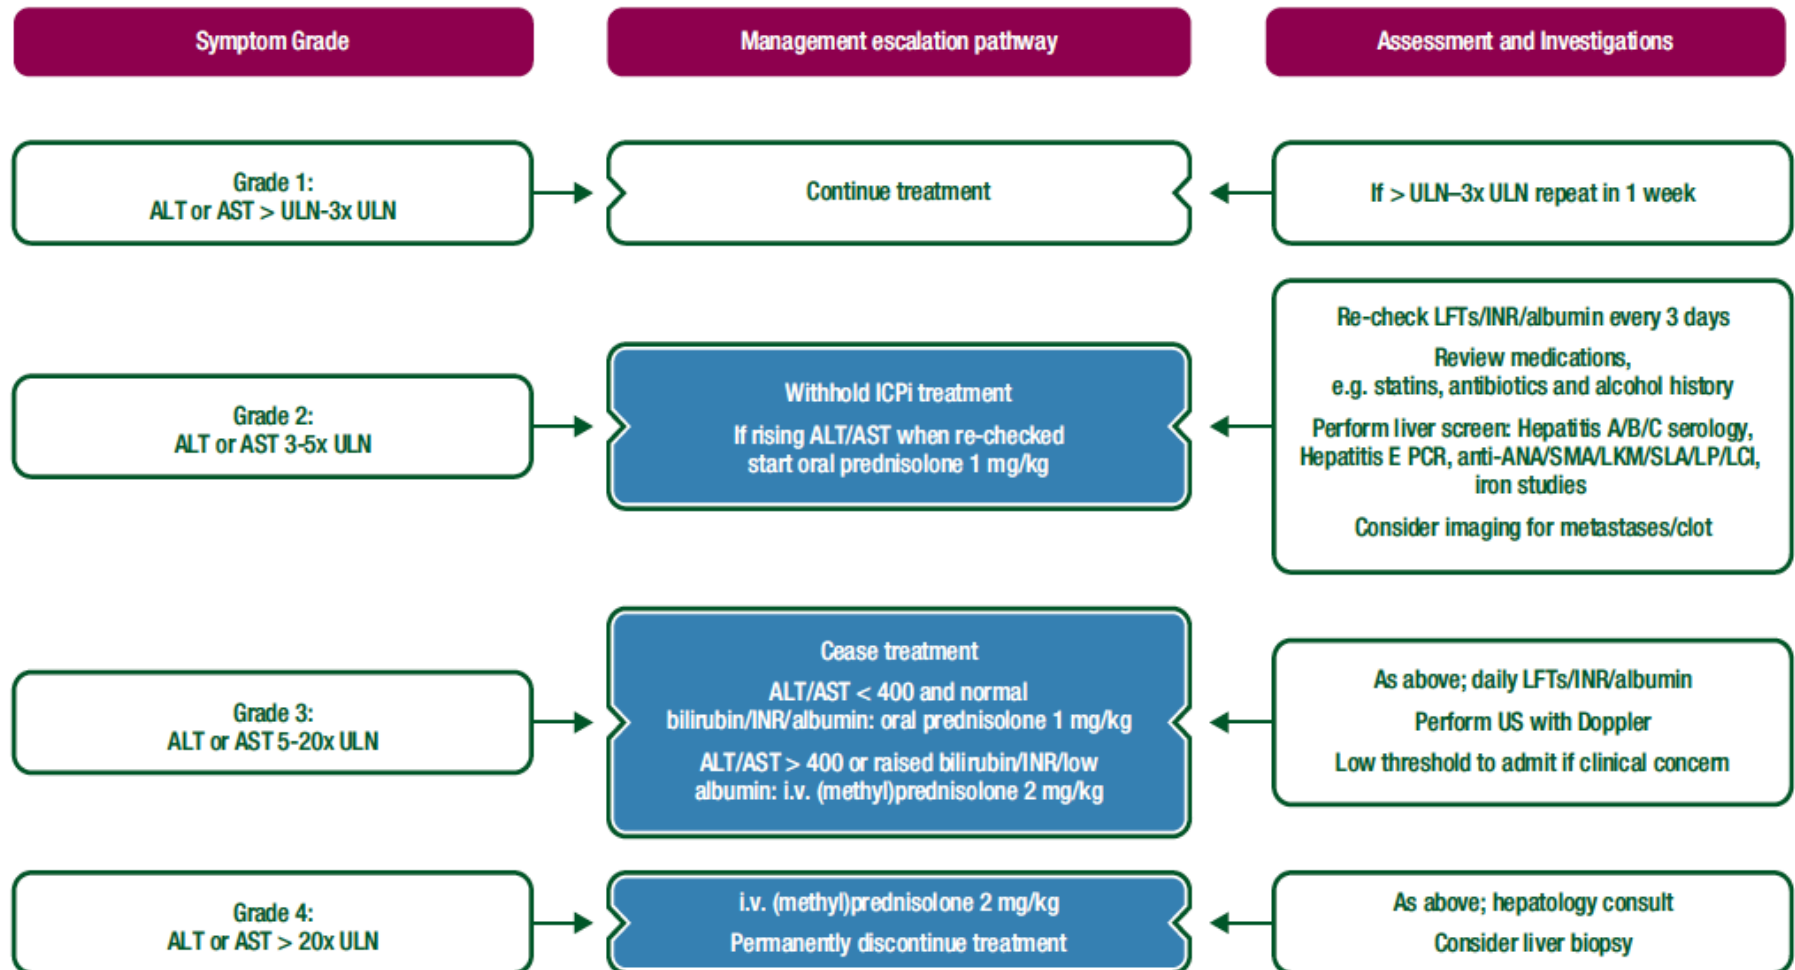 Symptom Grade
Management escalation pathway
Assessment and Investigations
Grade 1:
ALT or AST > ULN-3x ULN
Continue treatment
If > ULN–3x ULN repeat in 1 week
Grade 2:
ALT or AST 3-5x ULN
Withhold ICPi treatment
If rising ALT/AST when re-checked
start oral prednisolone 1 mg/kg
Re-check LFTs/INR/albumin every 3 days
Review medications,
e.g. statins, antibiotics and alcohol history
Perform liver screen: Hepatitis A/B/C serology,
Hepatitis E PCR, anti-ANA/SMA/LKM/SLA/LP/LCI,
iron studies
Consider imaging for metastases/clot
Grade 3:
ALT or AST 5-20x ULN
Cease treatment
ALT/AST < 400 and normal
bilirubin/INR/albumin: oral prednisolone 1 mg/kg
ALT/AST > 400 or raised bilirubin/INR/low
albumin: i.v. (methyl)prednisolone 2 mg/kg
As above; daily LFTs/INR/albumin
Perform US with Doppler
Low threshold to admit if clinical concern
Grade 4:
ALT or AST > 20x ULN
i.v. (methyl)prednisolone 2 mg/kg
Permanently discontinue treatment
As above; hepatology consult
Consider liver biopsy